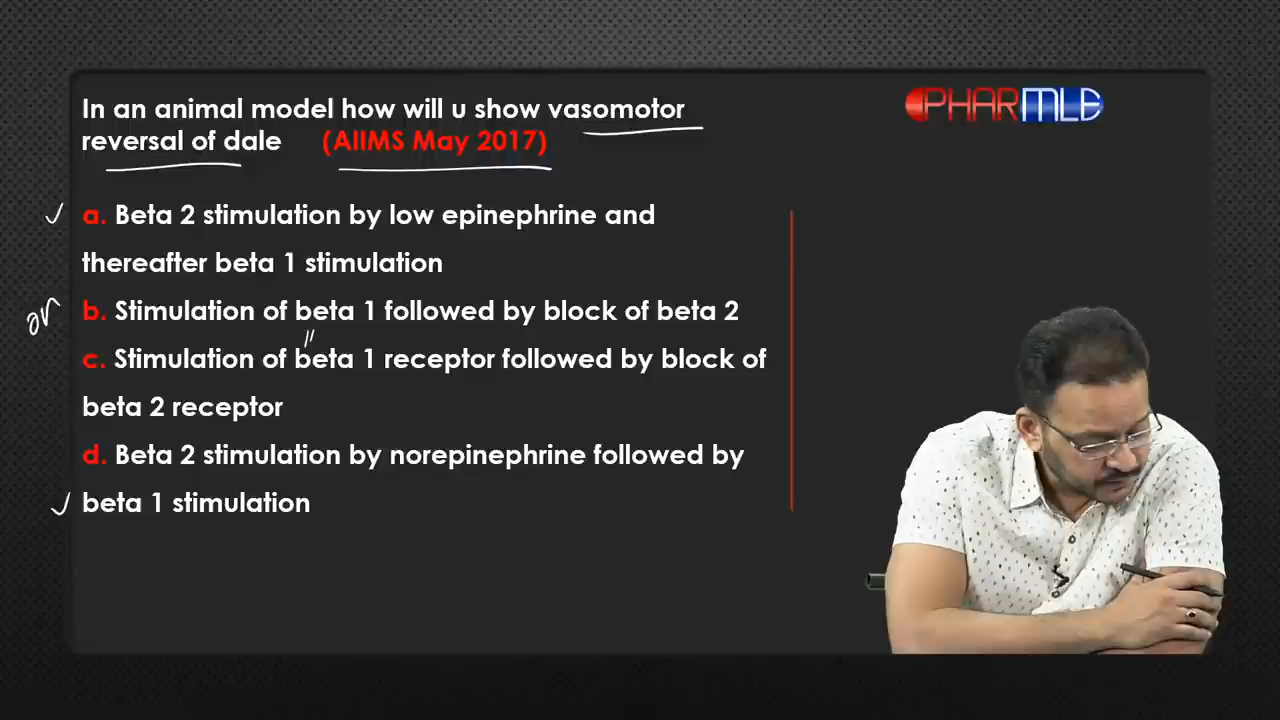 In an animal model how will u show vasomotor
reversal of dale (AIIMS May 2017)
PHARMLE
a. Beta 2 stimulation by low epinephrine and
thereafter beta 1 stimulation
or b. Stimulation of beta 1 followed by block of beta 2
c. Stimulation of beta 1 receptor followed by block of
beta 2 receptor
d. Beta 2 stimulation by norepinephrine followed by
beta 1 stimulation